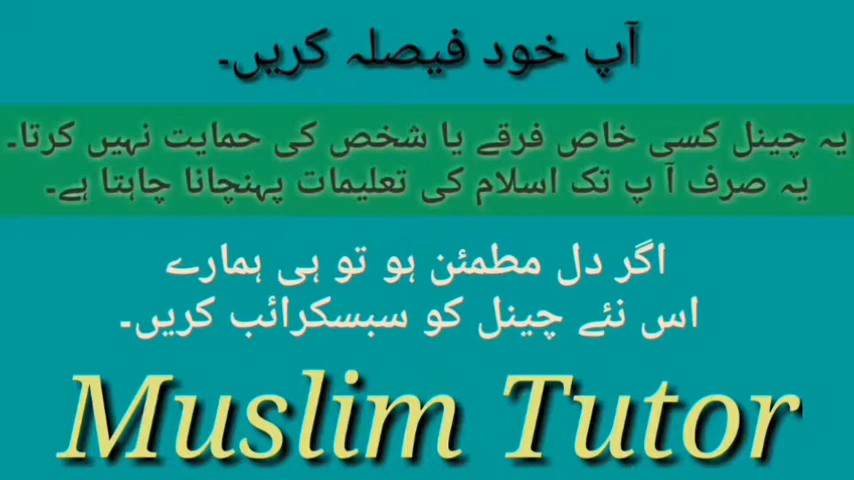 آپ خود فیصلہ کریں۔
یہ چینل کسی خاص فرقے یا شخص کی حمایت نہیں کرتا۔
یہ صرف آ پ تک اسلام کی تعلیمات پہنچانا چاہتا ہے۔
اگر دل مطمئن ہو تو ہی ہمارے
اس نئے چینل کو سبسکرائب کریں۔
Muslim Tutor